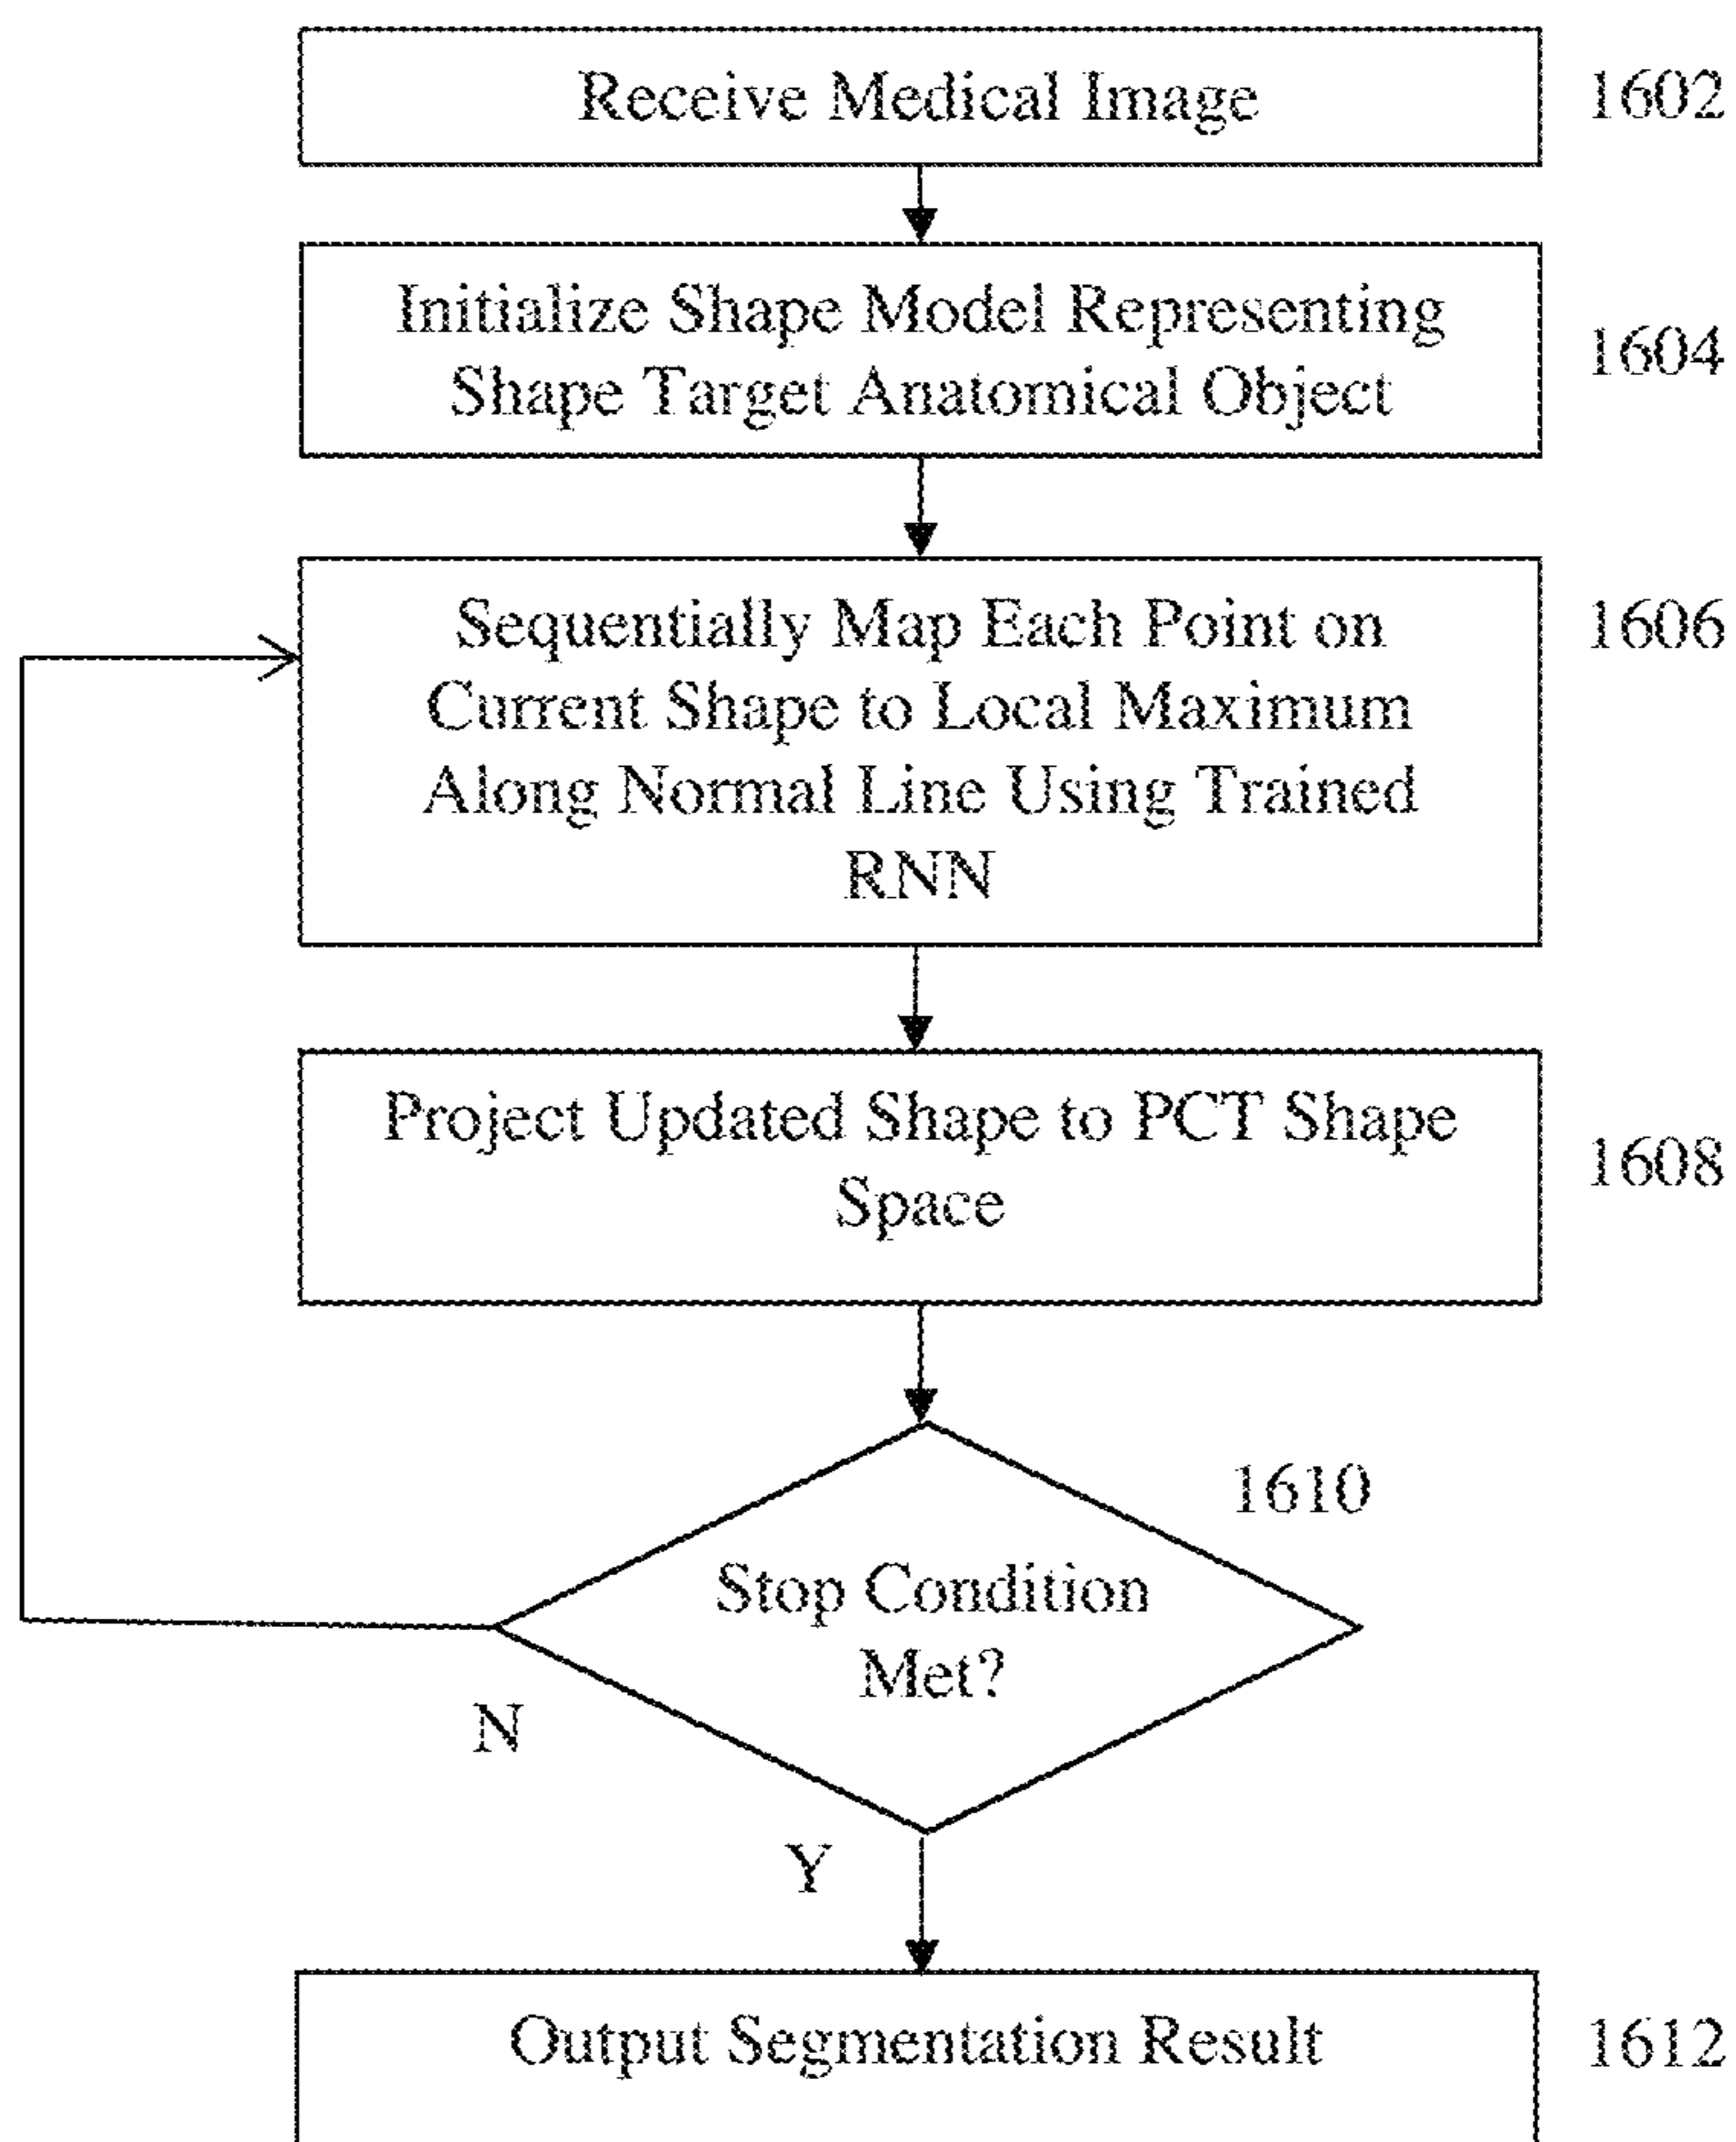 Receive Medical Image
1602
Initialize Shape Model Representing
Shape Target Anatomical Object
1604
Sequentially Map Each Point on
Current Shape to Local Maximum
Along Normal Line Using Trained
RNN
1606
Project Updated Shape to PCT Shape
Space
1608
1610
Stop Condition
Met?
N
Y
Output Segmentation Result
1612